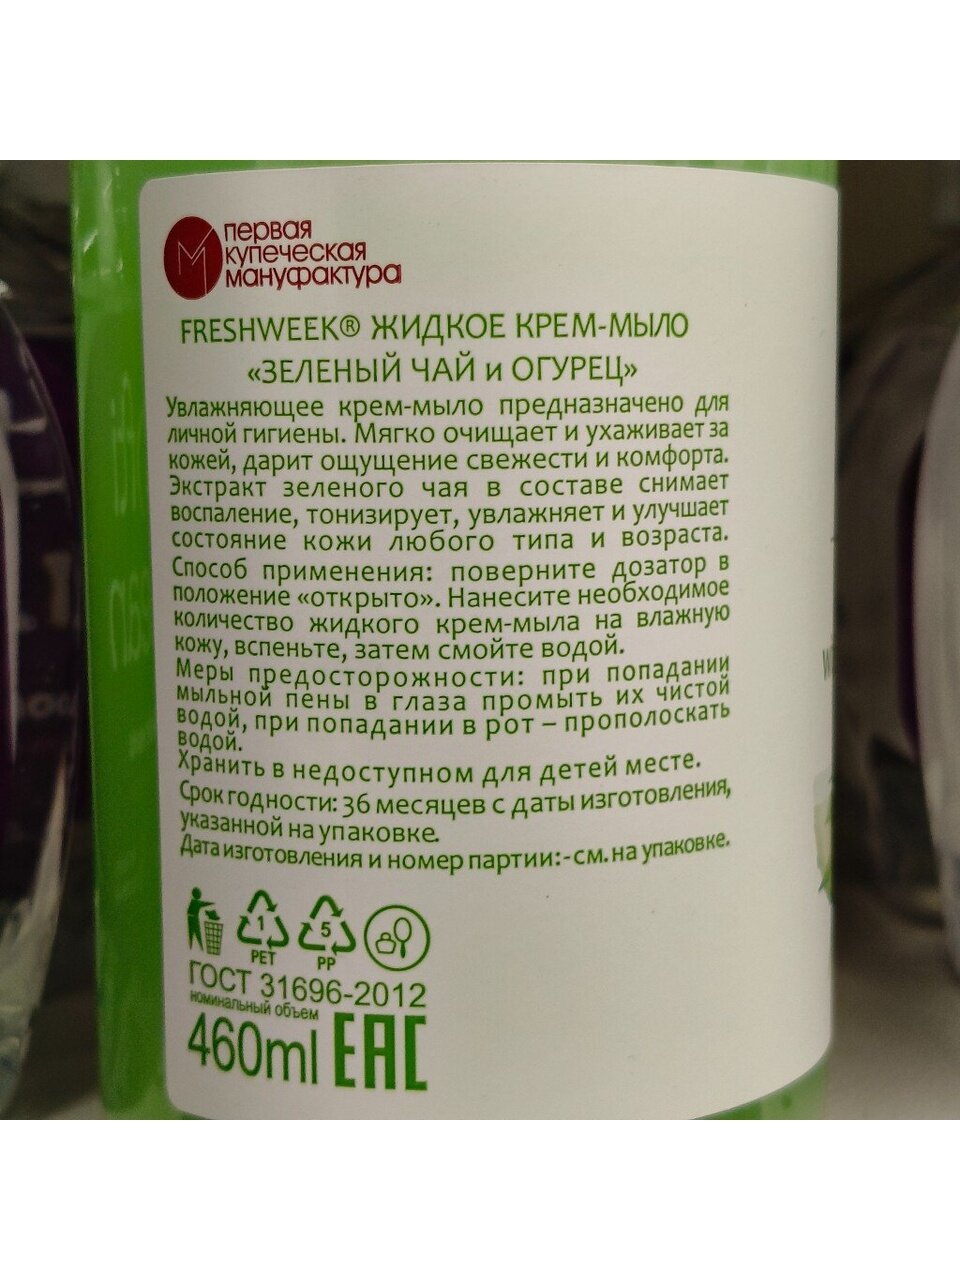 первая
купеческая
мануфактура
FRESHWEEK® ЖИДКОЕ КРЕМ-МЫЛО
«ЗЕЛЕНЫЙ ЧАЙ и ОГУРЕЦ»
Увлажняющее крем-мыло предназначено для
личной гигиены. Мягко очищает и ухаживает за
кожей, дарит ощущение свежести и комфорта.
Экстракт зеленого чая в составе снимает
воспаление, тонизирует, увлажняет и улучшает
состояние кожи любого типа и возраста.
Способ применения: поверните дозатор в
положение «открыто». Нанесите необходимое
количество жидкого крем-мыла на влажную
кожу, вспеньте, затем смойте водой.
Меры предосторожности: при попадании
мыльной пены в глаза промыть их чистой
водой, при попадании в рот – прополоскать
водой.
Хранить в недоступном для детей месте.
Срок годности: 36 месяцев с даты изготовления,
указанной на упаковке.
Дата изготовления и номер партии:-см. на упаковке.
1 5
PET PP
ГОСТ 31696-2012
номинальный объем
460ml EAC